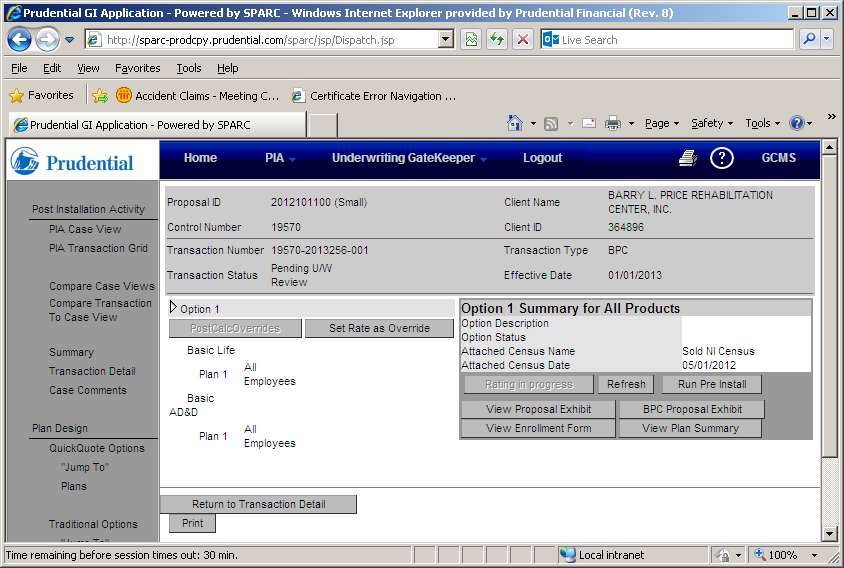 Prudential GI Application - Powered by SPARC - Windows Internet Explorer provided by Prudential Financial (Rev. 8)
http://sparc-prodcpy.prudential.com/sparc/jsp/Dispatch.jsp
Live Search
File Edit View Favorites Tools Help
Favorites Accident Claims - Meeting C... Certificate Error Navigation ...
Prudential GI Application - Powered by SPARC
Page Safety Tools »
Prudential Home PIA Underwriting GateKeeper Logout ? GCMS
Post Installation Activity
PIA Case View
PIA Transaction Grid
Compare Case Views
Compare Transaction
To Case View
Summary
Transaction Detail
Case Comments
Plan Design
QuickQuote Options
"Jump To"
Plans
Traditional Options
"Jump To"
Proposal ID 2012101100 (Small) Client Name BARRY L. PRICE REHABILITATION
CENTER, INC.
Control Number 19570 Client ID 364896
Transaction Number 19570-2013256-001 Transaction Type BPC
Transaction Status Pending U/W
Review
Effective Date 01/01/2013
Option 1
PostCalcOverrides Set Rate as Override
Basic Life
Plan 1 All
Employees
Basic
AD&D
Plan 1 All
Employees
Option 1 Summary for All Products
Option Description
Option Status
Attached Census Name Sold NI Census
Attached Census Date 05/01/2012
Rating in progress Refresh Run Pre Install
View Proposal Exhibit BPC Proposal Exhibit
View Enrollment Form View Plan Summary
Return to Transaction Detail
Print
Time remaining before session times out: 30 min. Local intranet 100%